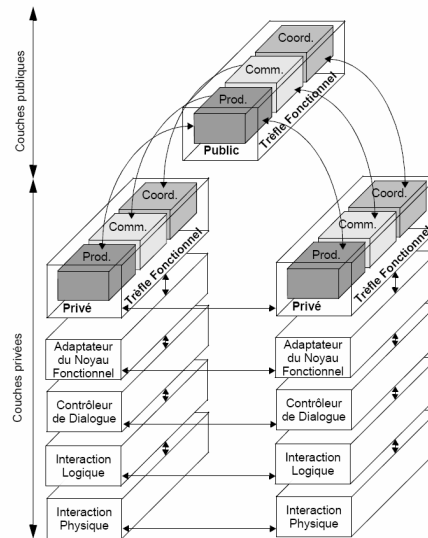 Couches publiques
Coord.
Comm.
Prod.
Public
Trèfle Fonctionnel
Couches privées
Coord.
Comm.
Prod.
Privé
Trèfle Fonctionnel
Coord.
Comm.
Prod.
Privé
Trèfle Fonctionnel
Adaptateur
du Noyau
Fonctionnel
Adaptateur
du Noyau
Fonctionnel
Contrôleur
de Dialogue
Contrôleur
de Dialogue
Interaction
Logique
Interaction
Logique
Interaction
Physique
Interaction
Physique